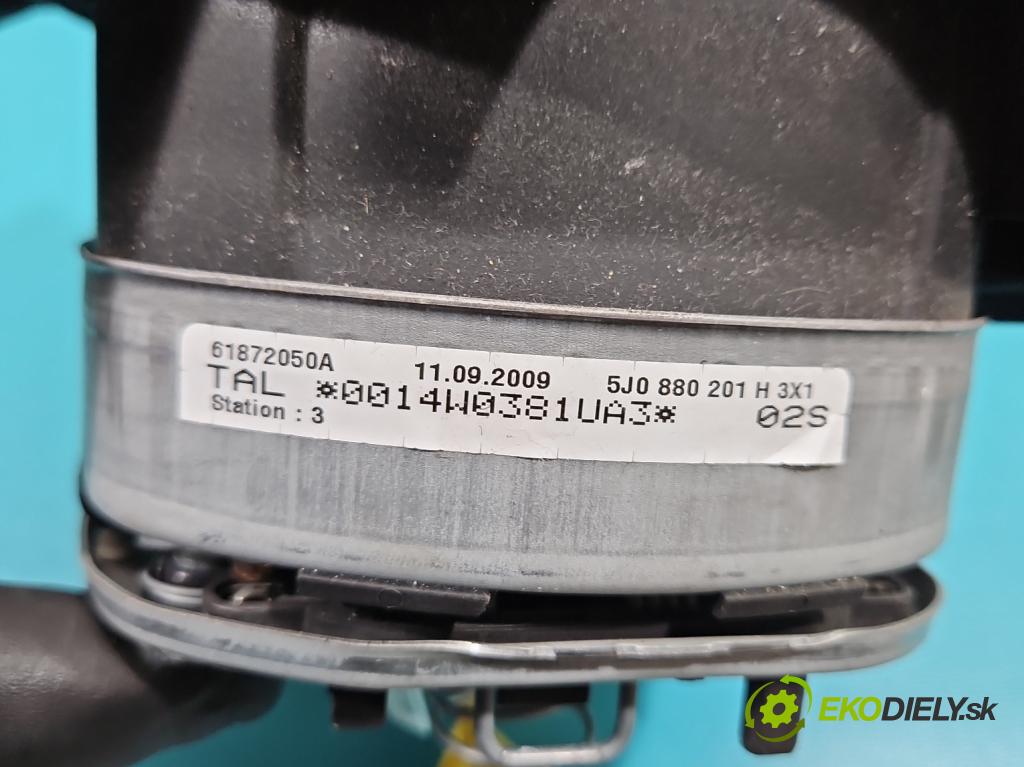 61872050A 11.09.2009 5J0 880 201 H 3X1
TAL *0014W0381UA3* 02S
Station : 3
EKODIELY.sk